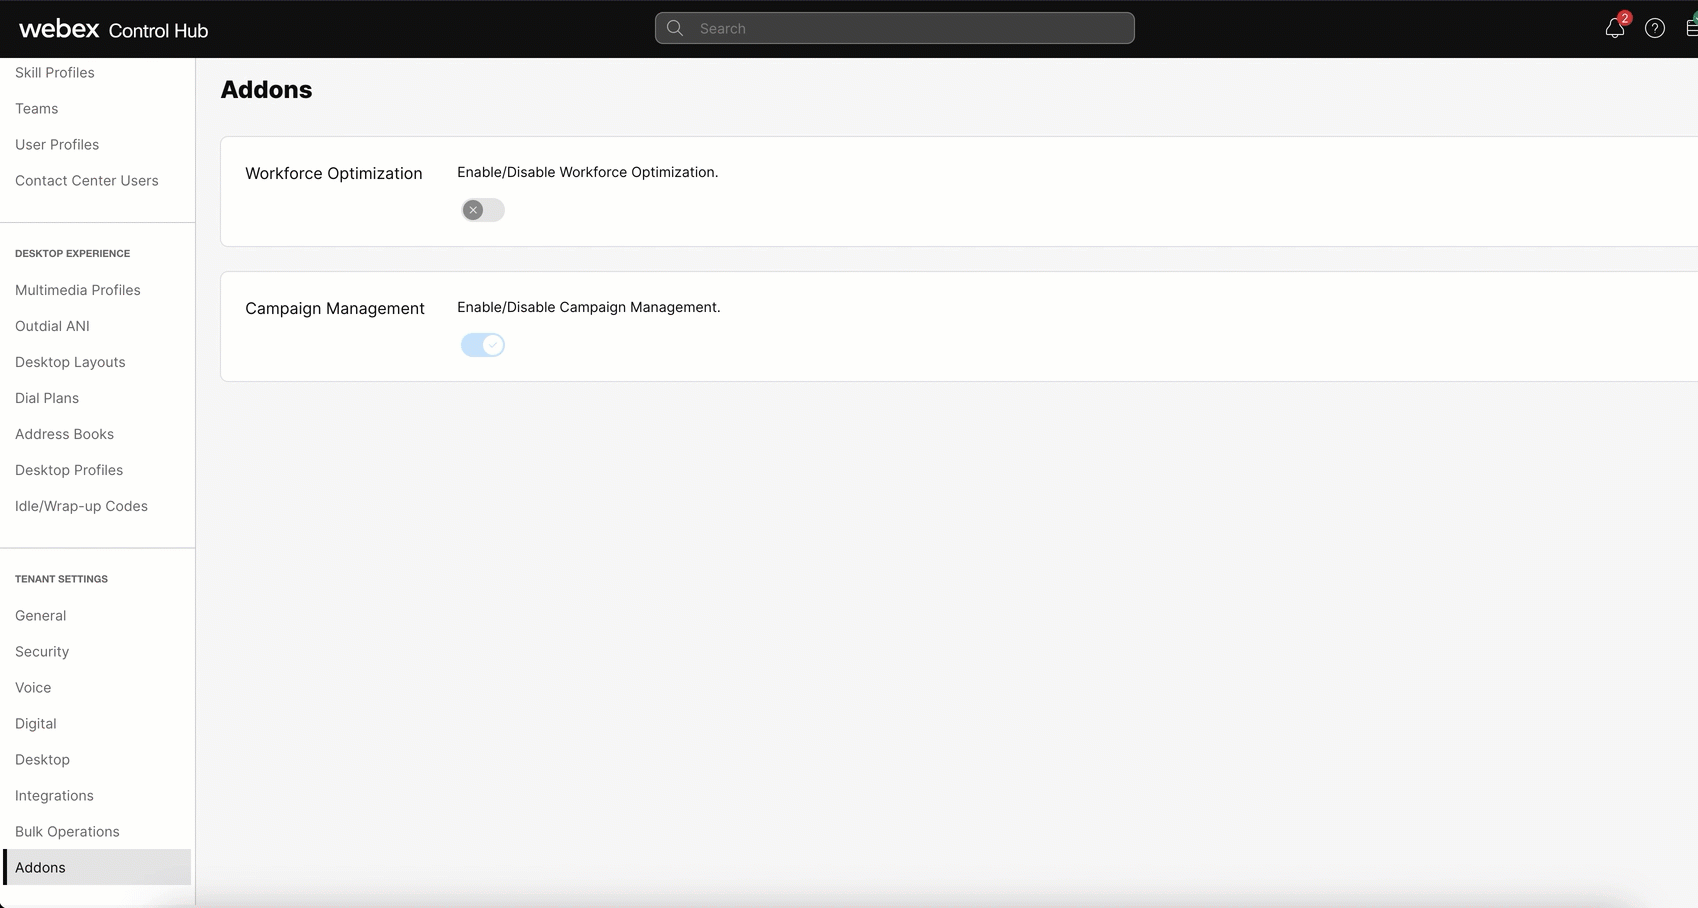 webex Control Hub
Search
2
Skill Profiles
Teams
User Profiles
Contact Center Users
DESKTOP EXPERIENCE
Multimedia Profiles
Outdial ANI
Desktop Layouts
Dial Plans
Address Books
Desktop Profiles
Idle/Wrap-up Codes
TENANT SETTINGS
General
Security
Voice
Digital
Desktop
Integrations
Bulk Operations
Addons
Addons
Workforce Optimization
Enable/Disable Workforce Optimization.
Campaign Management
Enable/Disable Campaign Management.